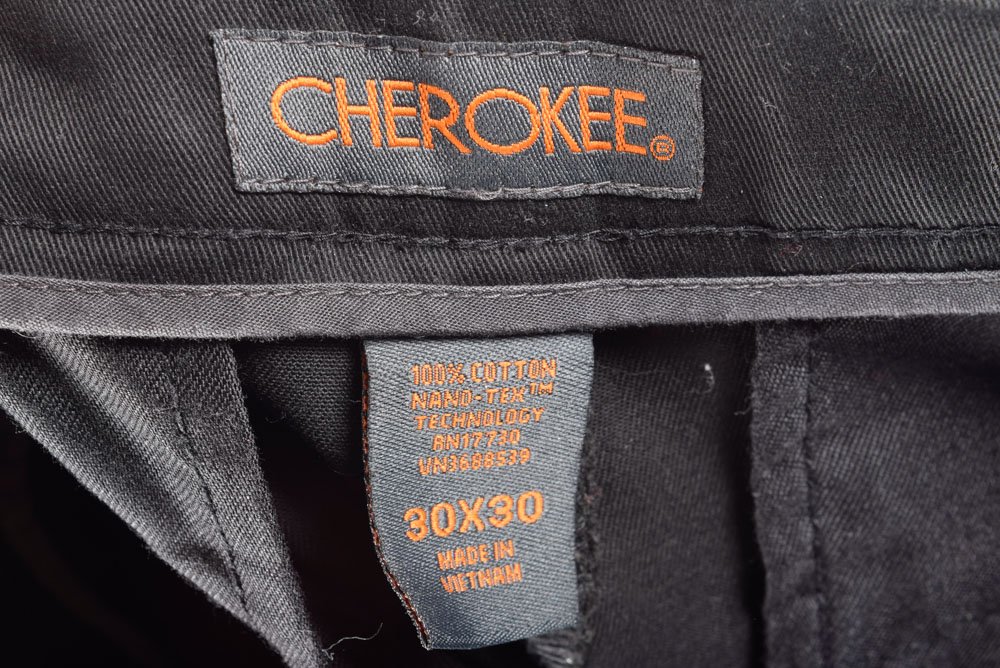 CHEROKEE®
100% COTTON
NANO-TEX™
TECHNOLOGY
RN17730
VN3688539
30X30
MADE IN
VIETNAM